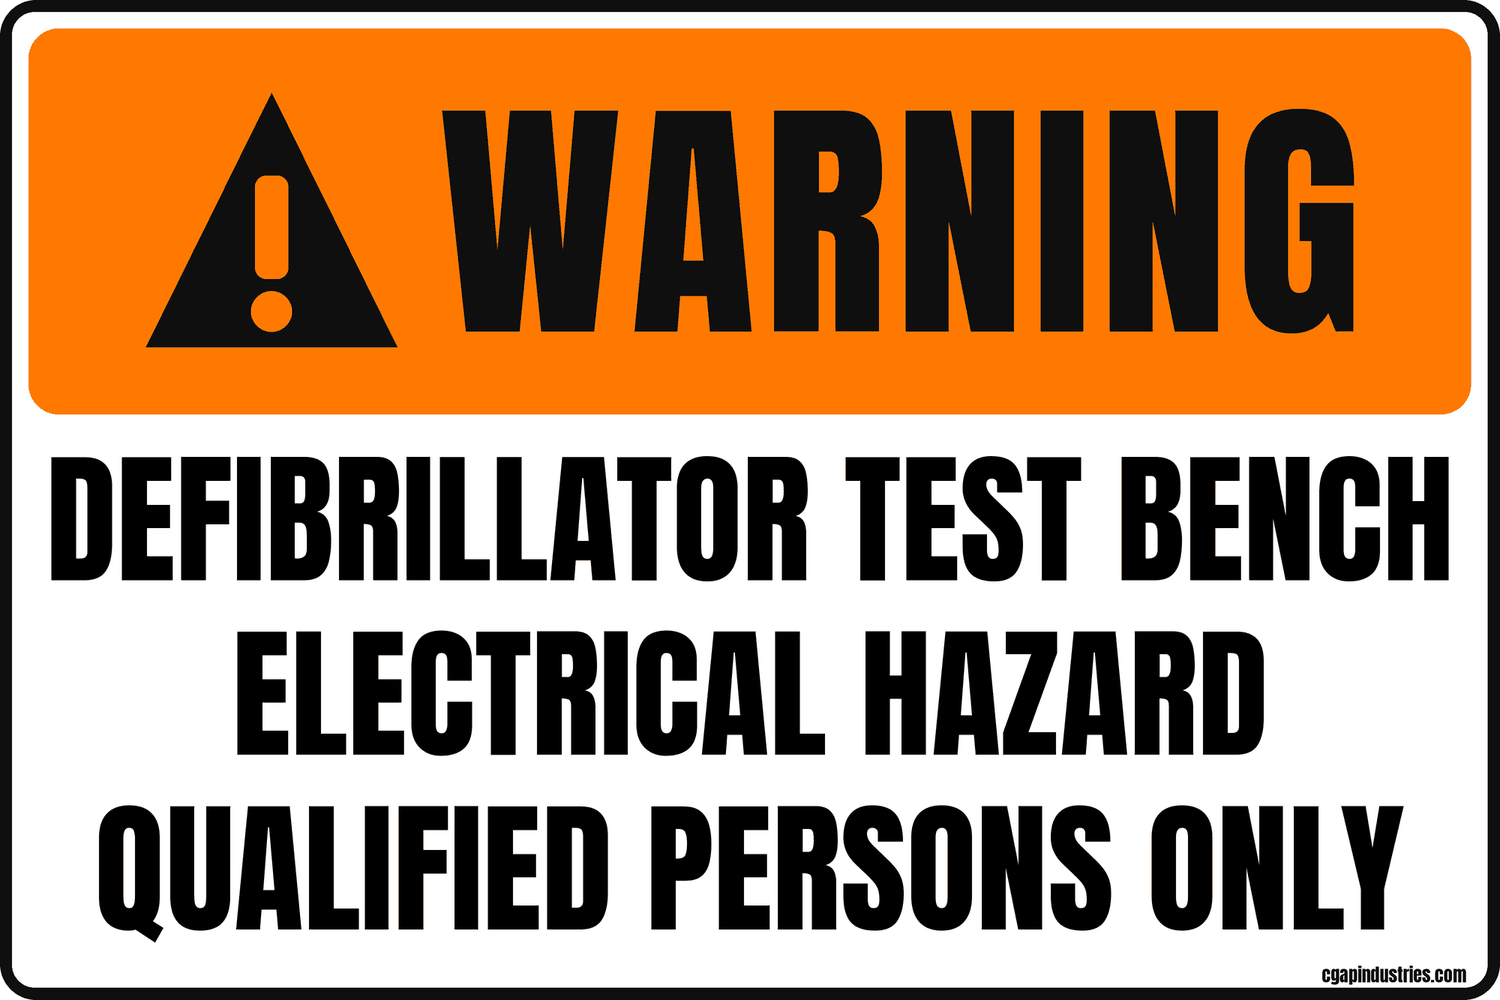 WARNING
DEFIBRILLATOR TEST BENCH
ELECTRICAL HAZARD
QUALIFIED PERSONS ONLY
cgapindustries.com